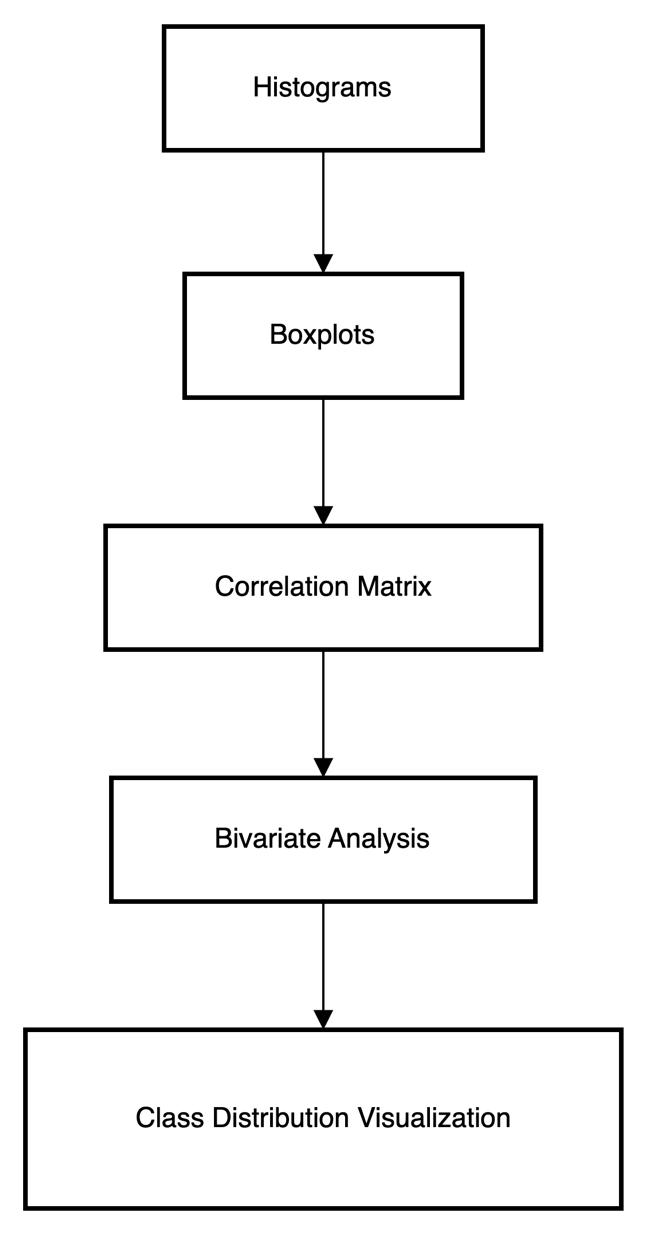 Histograms
Boxplots
Correlation Matrix
Bivariate Analysis
Class Distribution Visualization